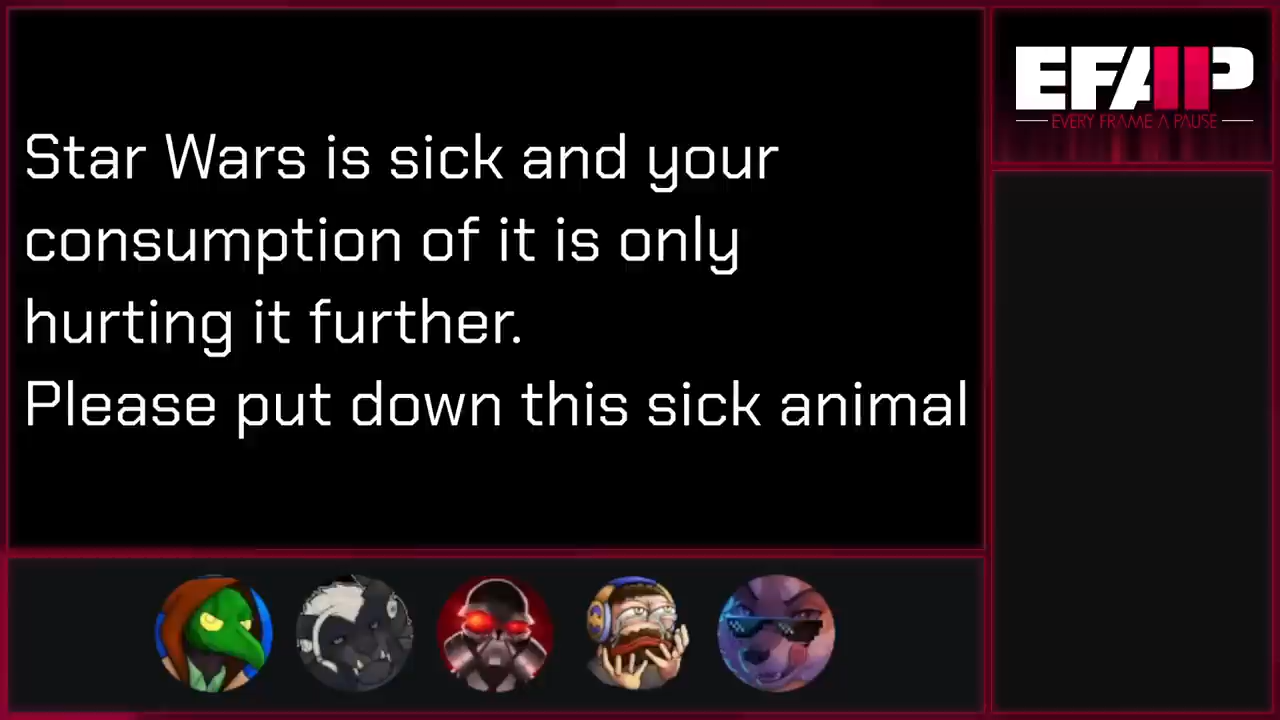 Star Wars is sick and your
consumption of it is only
hurting it further.
Please put down this sick animal
EFAP
EVERY FRAME A PAUSE